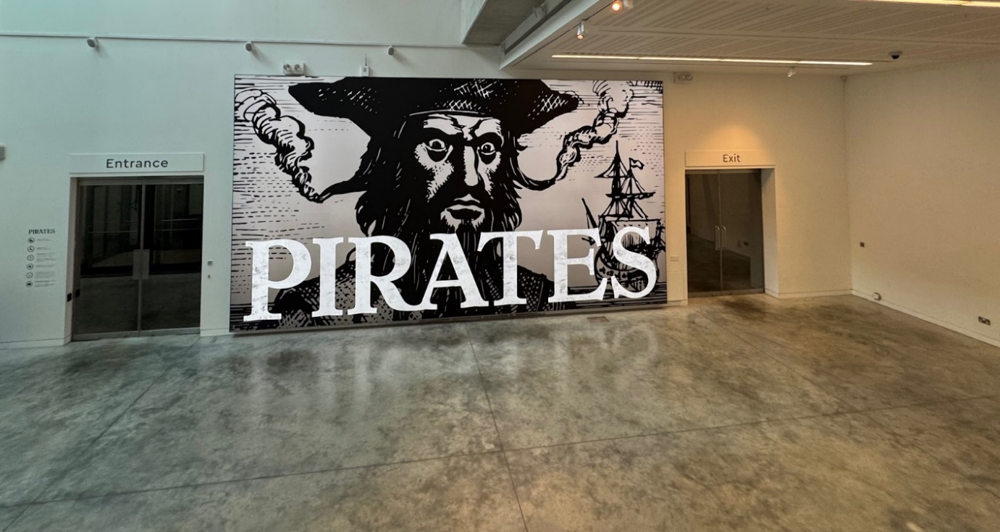 Entrance
Exit
PIRATES
PIRATES